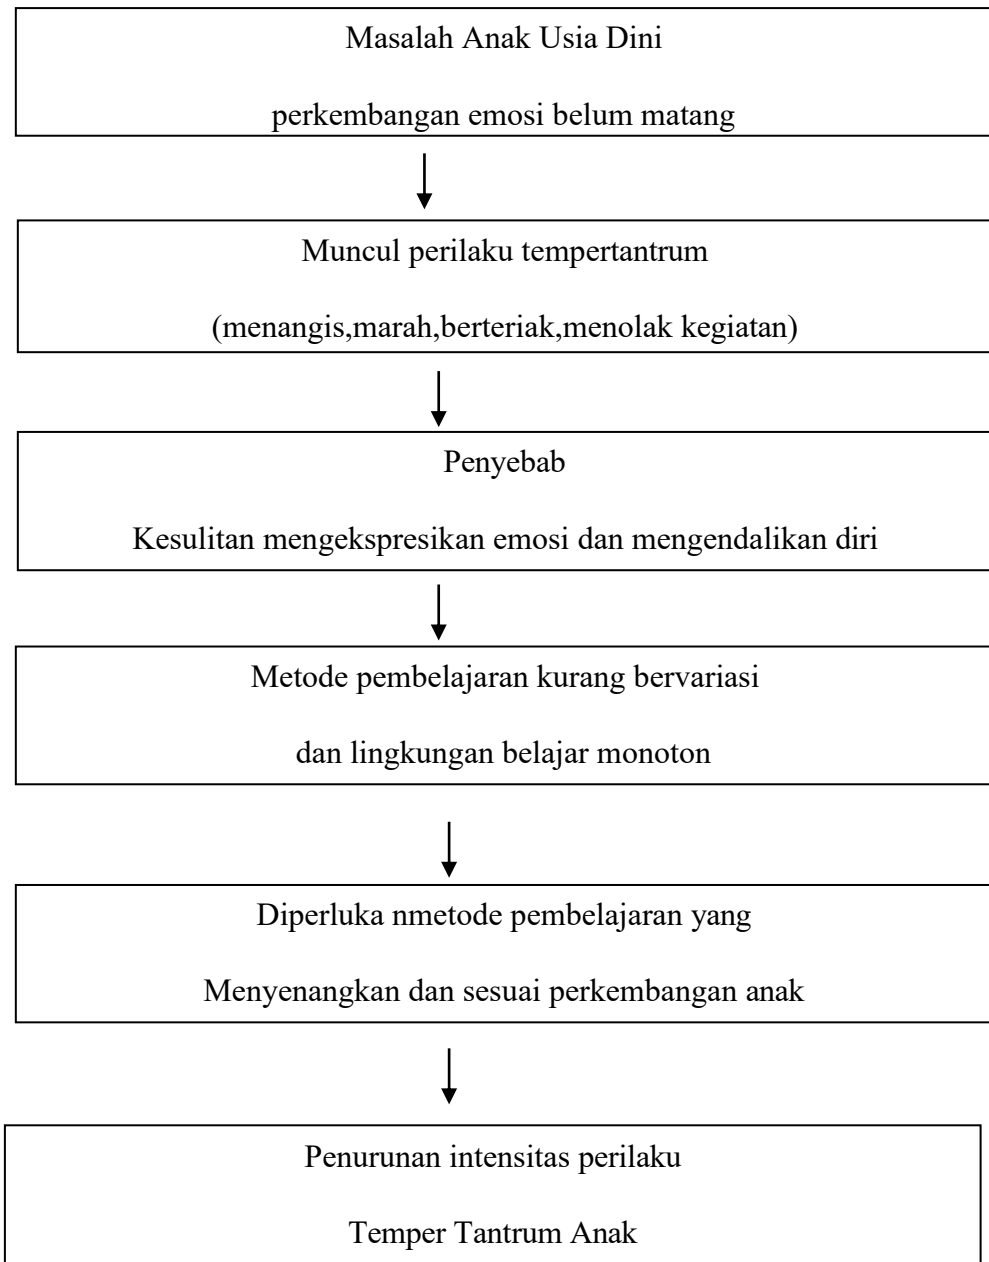 Masalah Anak Usia Dini
perkembangan emosi belum matang
Muncul perilaku tempertantrum
(menangis,marah,berteriak,menolak kegiatan)
Penyebab
Kesulitan mengekspresikan emosi dan mengendalikan diri
Metode pembelajaran kurang bervariasi
dan lingkungan belajar monoton
Diperluka nmetode pembelajaran yang
Menyenangkan dan sesuai perkembangan anak
Penurunan intensitas perilaku
Temper Tantrum Anak